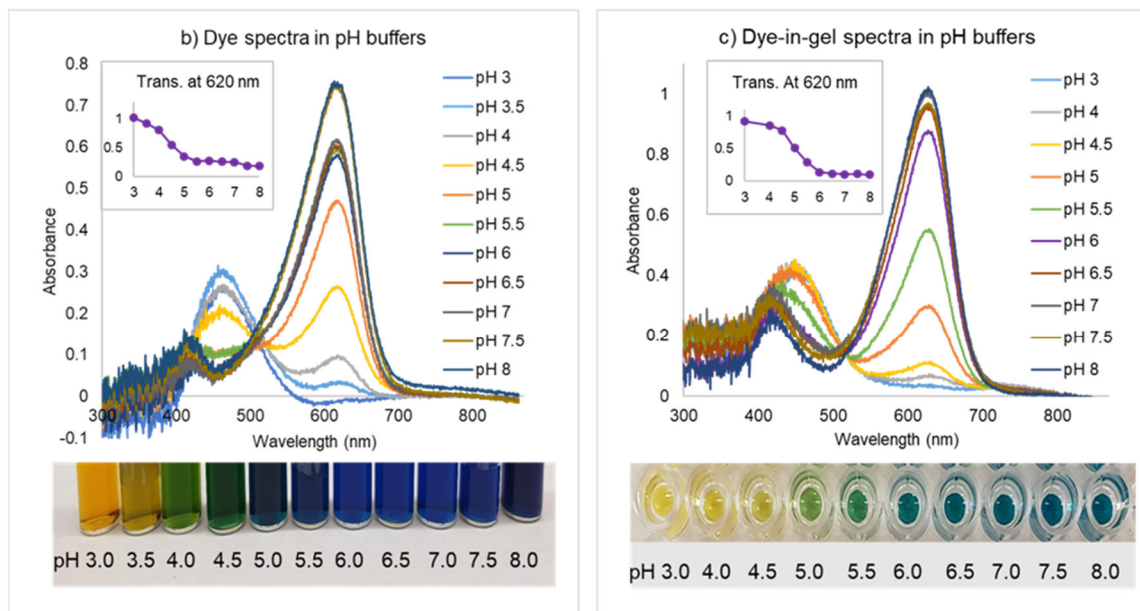 b) Dye spectra in pH buffers
0.8
0.7
0.6
0.5
0.4
0.3
0.2
0.1
0
-0.1
Absorbance
Trans. at 620 nm
1
0.5
0
3 4 5 6 7 8
pH 3
pH 3.5
pH 4
pH 4.5
pH 5
pH 5.5
pH 6
pH 6.5
pH 7
pH 7.5
pH 8
300 400 500 600 700 800
Wavelength (nm)
pH 3.0 3.5 4.0 4.5 5.0 5.5 6.0 6.5 7.0 7.5 8.0
c) Dye-in-gel spectra in pH buffers
1
0.8
0.6
0.4
0.2
0
Absorbance
Trans. At 620 nm
1
0.5
0
3 4 5 6 7 8
pH 3
pH 4
pH 4.5
pH 5
pH 5.5
pH 6
pH 6.5
pH 7
pH 7.5
pH 8
300 400 500 600 700 800
Wavelength (nm)
pH 3.0 4.0 4.5 5.0 5.5 6.0 6.5 7.0 7.5 8.0